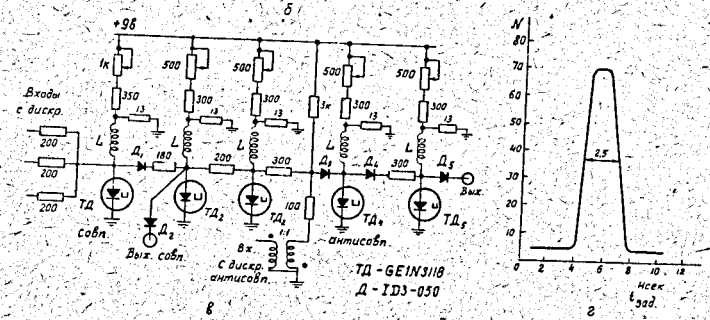 б
+9В
1к
500
500
500
500
350
13
300
13
300
13
3к
300
13
300
13
Входы
с дискр.
200
200
200
L
L
L
L
L
Д₁
180
200
300
Д₃
Д₄
300
Д₅
Вых.
ТД
совп.
Д₂
Вых. совп.
ТД₂
ТД₃
100
1:1
Вх.
с дискр.
антисовп.
ТД₄
антисовп.
ТД₅
ТД - GE1N3118
Д - ID3-050
в
N
80
70
60
50
40
30
20
10
2,5
0
2
4
6
8
10
12
нсек
t зад.
г